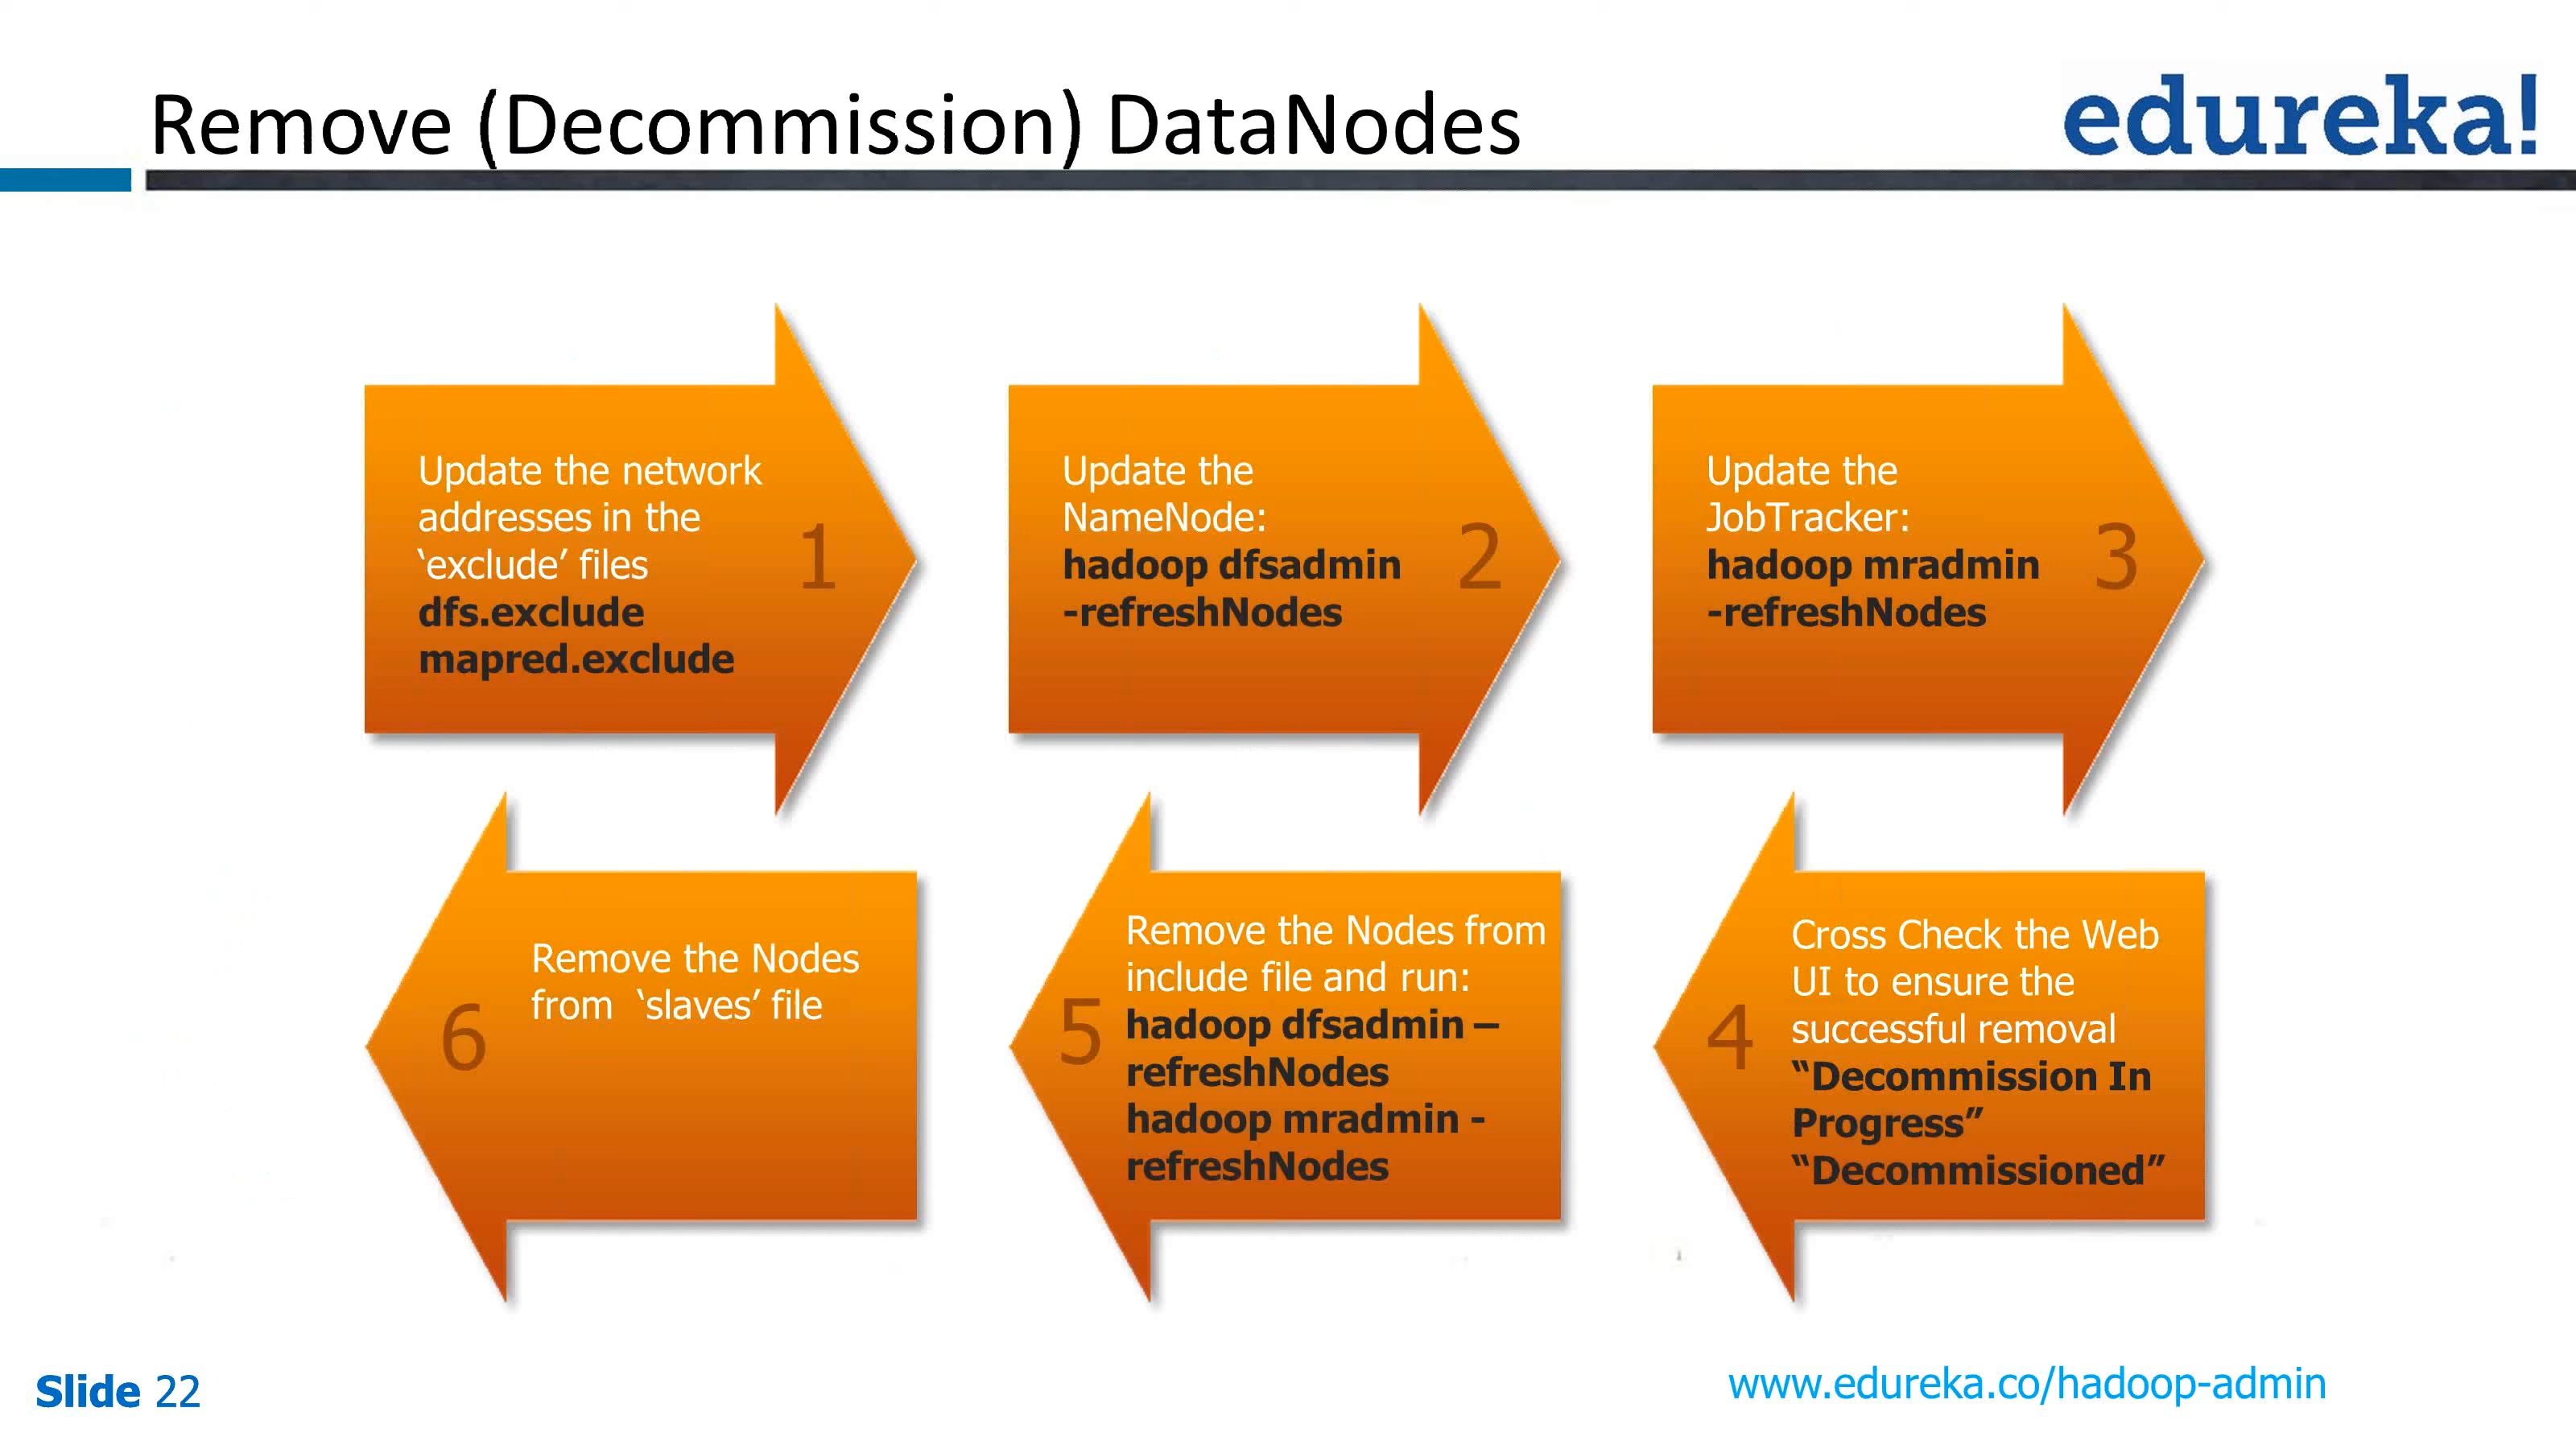 Remove (Decommission) DataNodes
edureka!
Update the network
addresses in the
‘exclude’ files
dfs.exclude
mapred.exclude
1
Update the
NameNode:
hadoop dfsadmin
-refreshNodes
2
Update the
JobTracker:
hadoop mradmin
-refreshNodes
3
Cross Check the Web
UI to ensure the
successful removal
“Decommission In
Progress”
“Decommissioned”
4
Remove the Nodes from
include file and run:
hadoop dfsadmin –
refreshNodes
hadoop mradmin -
refreshNodes
5
Remove the Nodes
from ‘slaves’ file
6
Slide 22
www.edureka.co/hadoop-admin